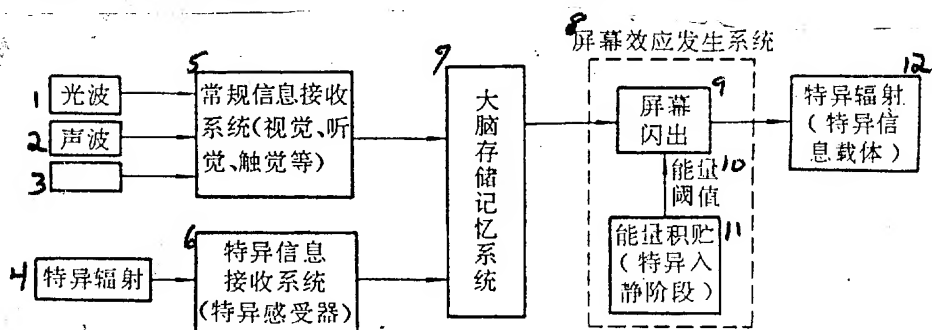 8 屏幕效应发生系统
1 光波
2 声波
3
4 特异辐射
5
常规信息接收
系统(视觉、听
觉、触觉等)
6
特异信息
接收系统
(特异感受器)
7
大脑存储记忆系统
9
屏幕
闪出
能量 10
阈值
能量积贮 11
(特异入
静阶段)
12
特异辐射
(特异信
息载体)